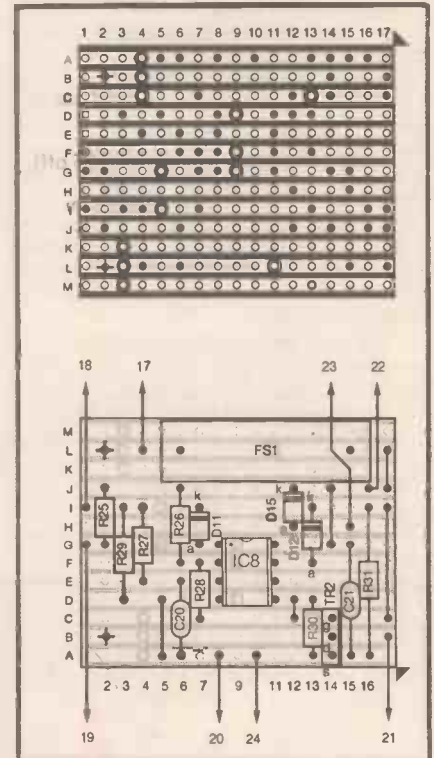 1 2 3 4 5 6 7 8 9 10 11 12 13 14 15 16 17
A
B
C
D
E
F
G
H
I
J
K
L
M
18 17 23 22
M
L FS1
K
J k
I D15
H R25 R26 D11 D12
G R29 R27 a IC8
F a
E R28 R31
D C20 C21
C R30 TR2
B
A s
2 3 4 5 6 7 9 11 12 13 14 15 16
19 20 24 21